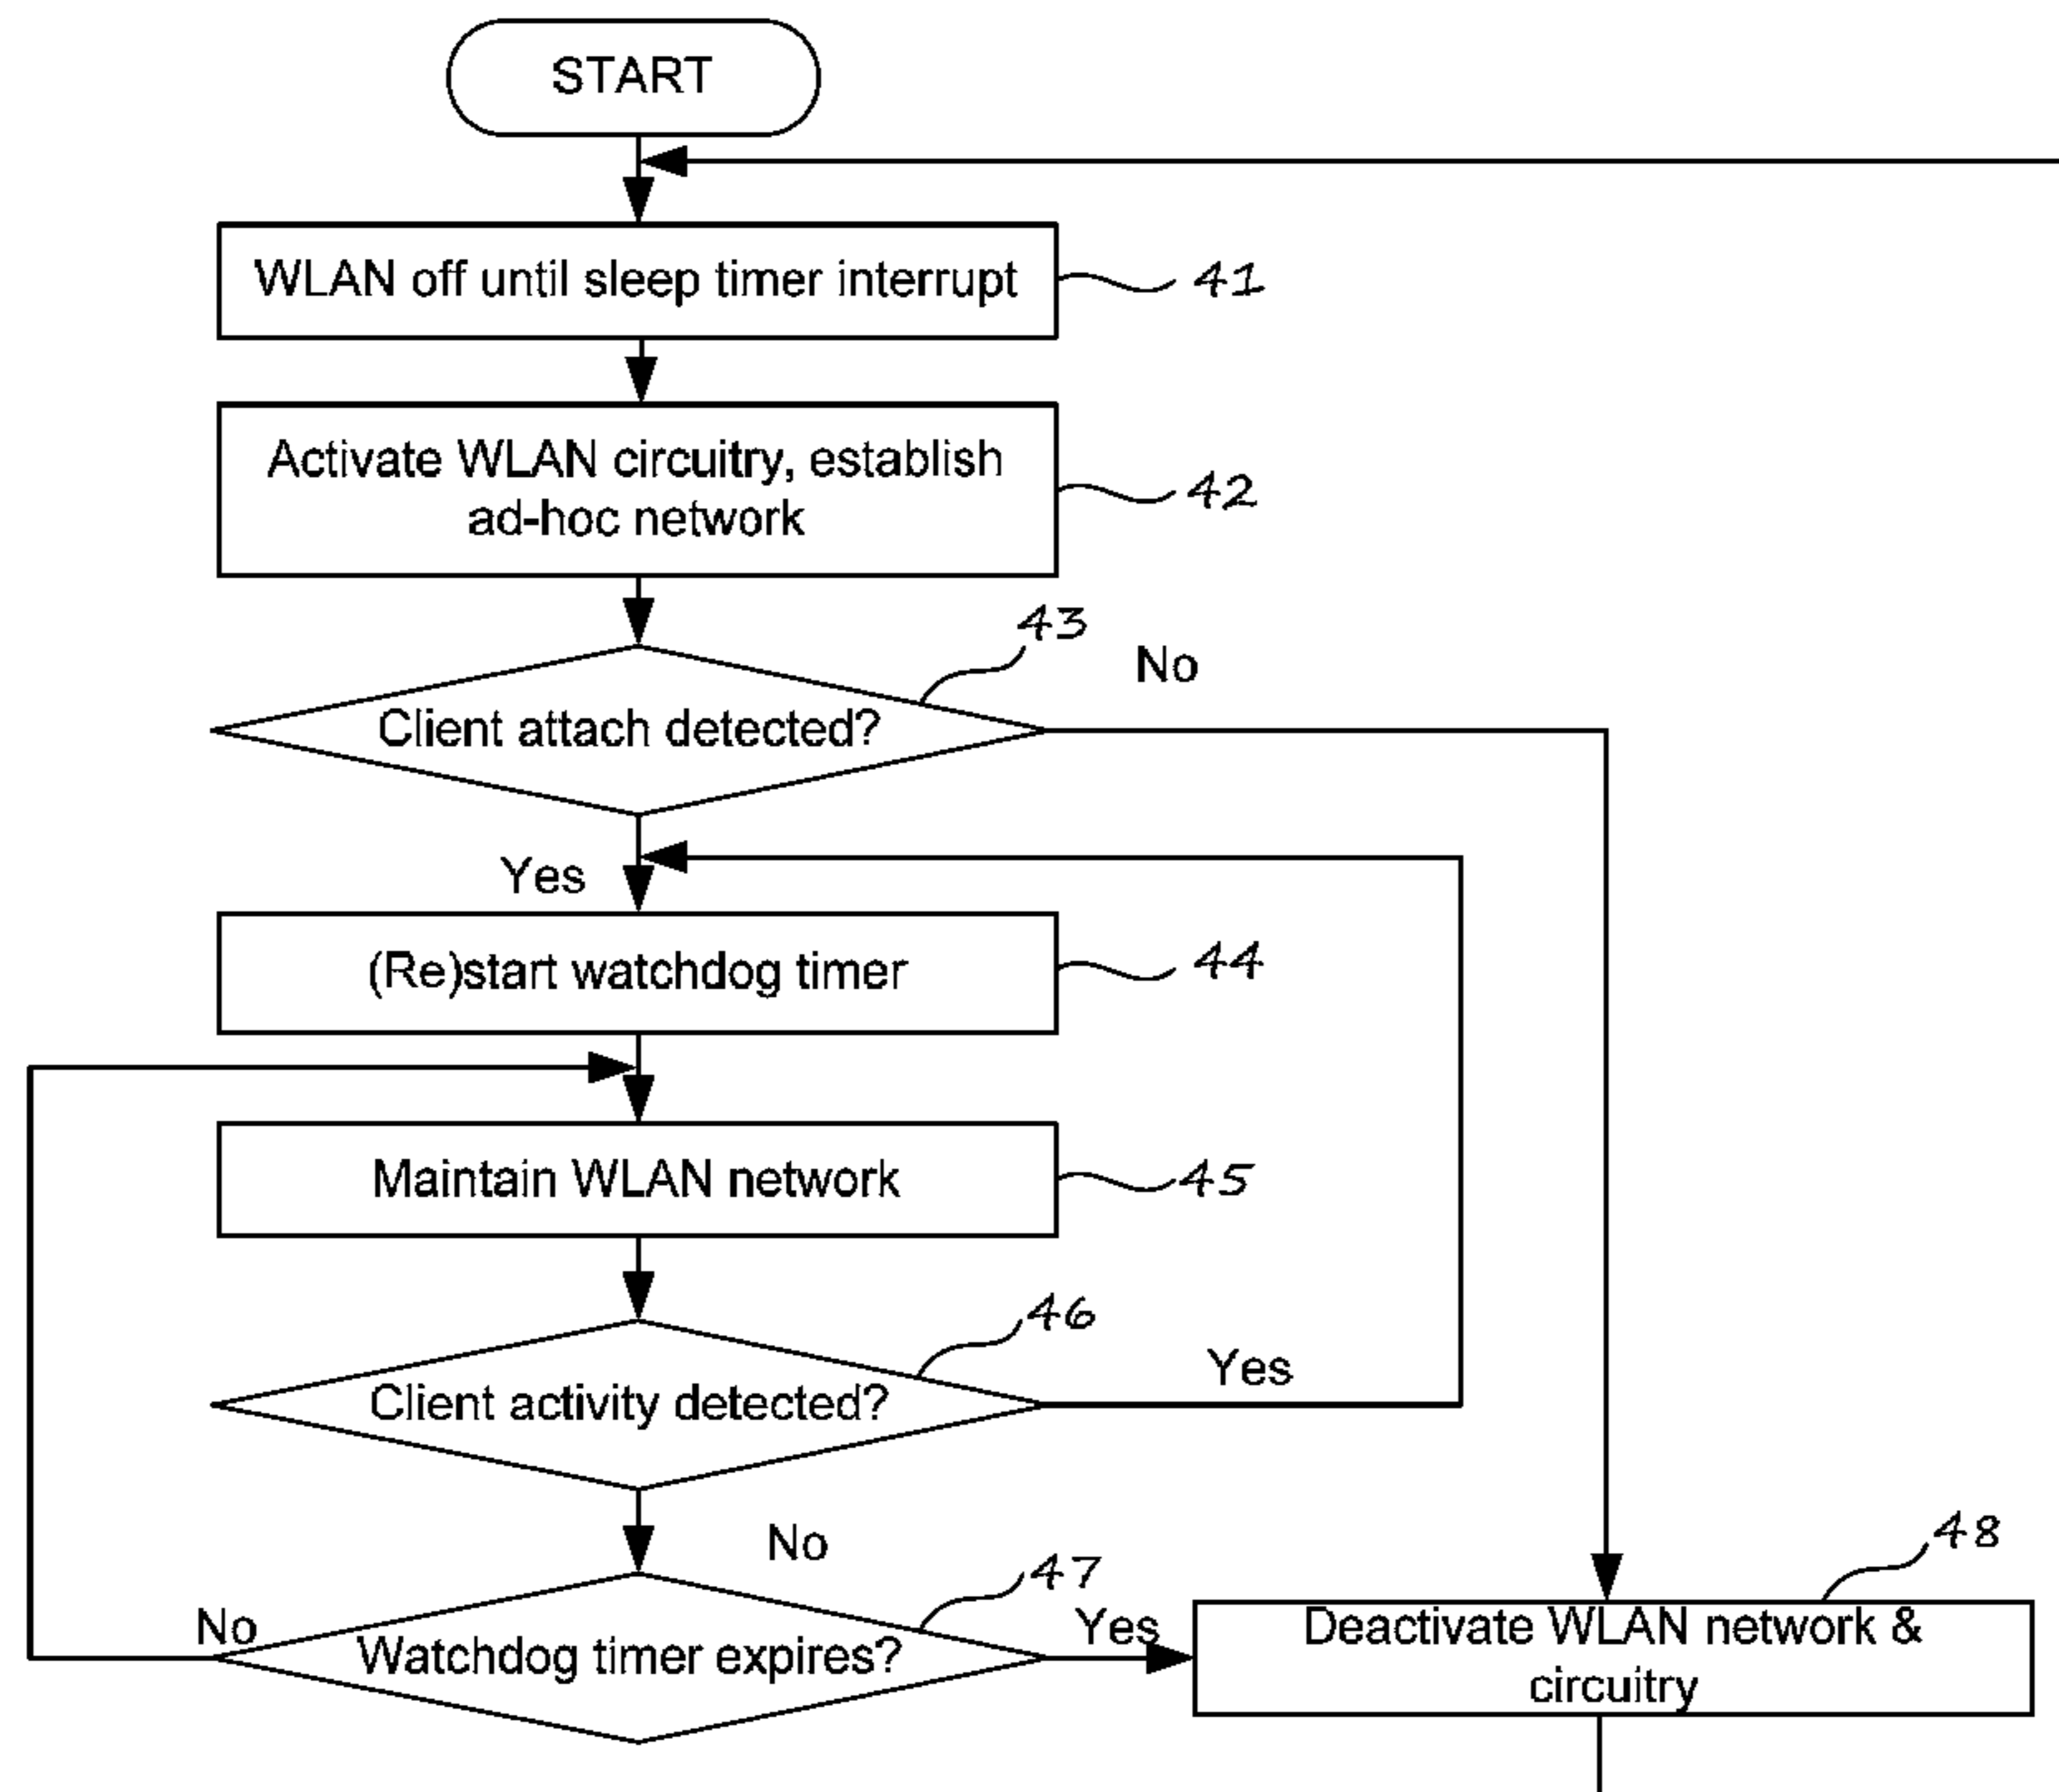 START
WLAN off until sleep timer interrupt
41
Activate WLAN circuitry, establish
ad-hoc network
42
43
No
Client attach detected?
Yes
(Re)start watchdog timer
44
Maintain WLAN network
45
46
Yes
Client activity detected?
No
47
48
No
Watchdog timer expires?
Yes
Deactivate WLAN network &
circuitry